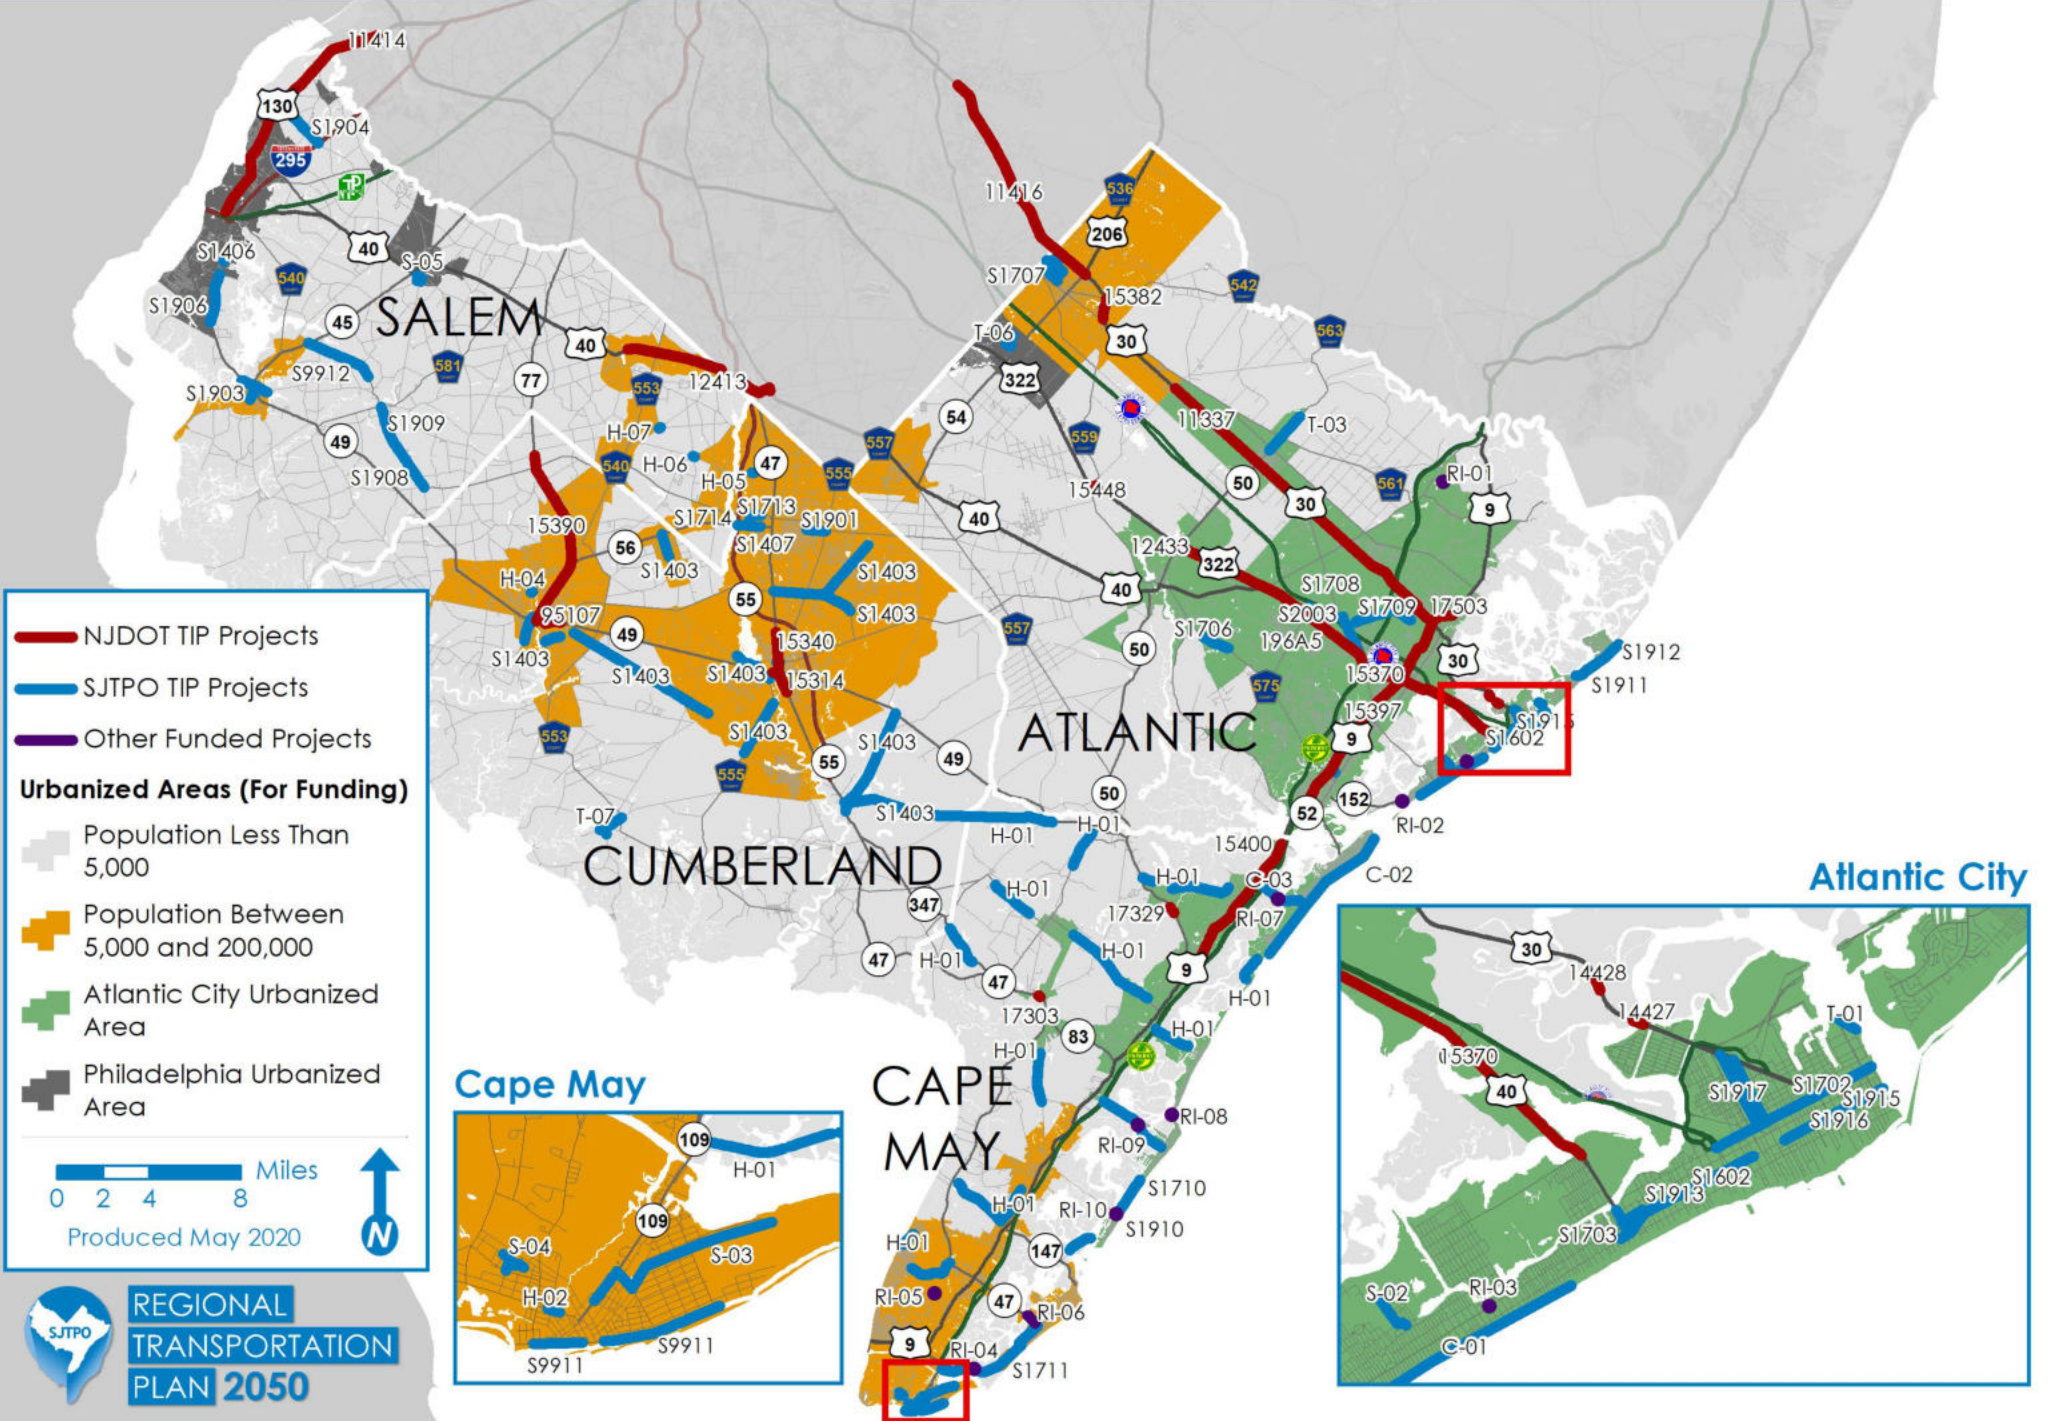 11414
130
S1904
295
TP
S1406
40
S-05
540
S1906
SALEM
45
581
40
S9912
S1903
77
553
12413
S1909
49
H-07
S1908
540
H-06
47
H-05
555
557
11416
536
206
S1707
15382
542
T-06
30
563
322
54
11337
T-03
559
50
561
RI-01
15448
30
9
40
15390
S1714
S1713
S1901
56
S1407
12433
322
S1403
S1403
H-04
40
S1708
95107
55
S1403
S2003
S1709
17503
49
557
S1706
196A5
15340
50
30
S1912
S1403
S1403
S1403
15314
575
15370
S1911
15397
ATLANTIC
S1915
S1602
553
S1403
S1403
9
55
49
555
50
152
52
T-07
S1403
H-01
H-01
RI-02
15400
CUMBERLAND
C-02
H-01
H-01
C-03
347
17329
RI-07
H-01
47
H-01
9
47
H-01
17303
83
H-01
H-01
CAPE
MAY
RI-08
RI-09
S1710
H-01
RI-10
S1910
H-01
147
RI-05
47
RI-06
9
RI-04
S1711
NJDOT TIP Projects
SJTPO TIP Projects
Other Funded Projects
Urbanized Areas (For Funding)
Population Less Than
5,000
Population Between
5,000 and 200,000
Atlantic City Urbanized
Area
Philadelphia Urbanized
Area
Miles
0 2 4 8
Produced May 2020
N
SJTPO
REGIONAL
TRANSPORTATION
PLAN 2050
Cape May
109
H-01
109
S-04
S-03
H-02
S9911
S9911
Atlantic City
30
14428
14427
T-01
15370
40
S1917
S1702
S1915
S1916
S1602
S1913
S1703
S-02
RI-03
C-01